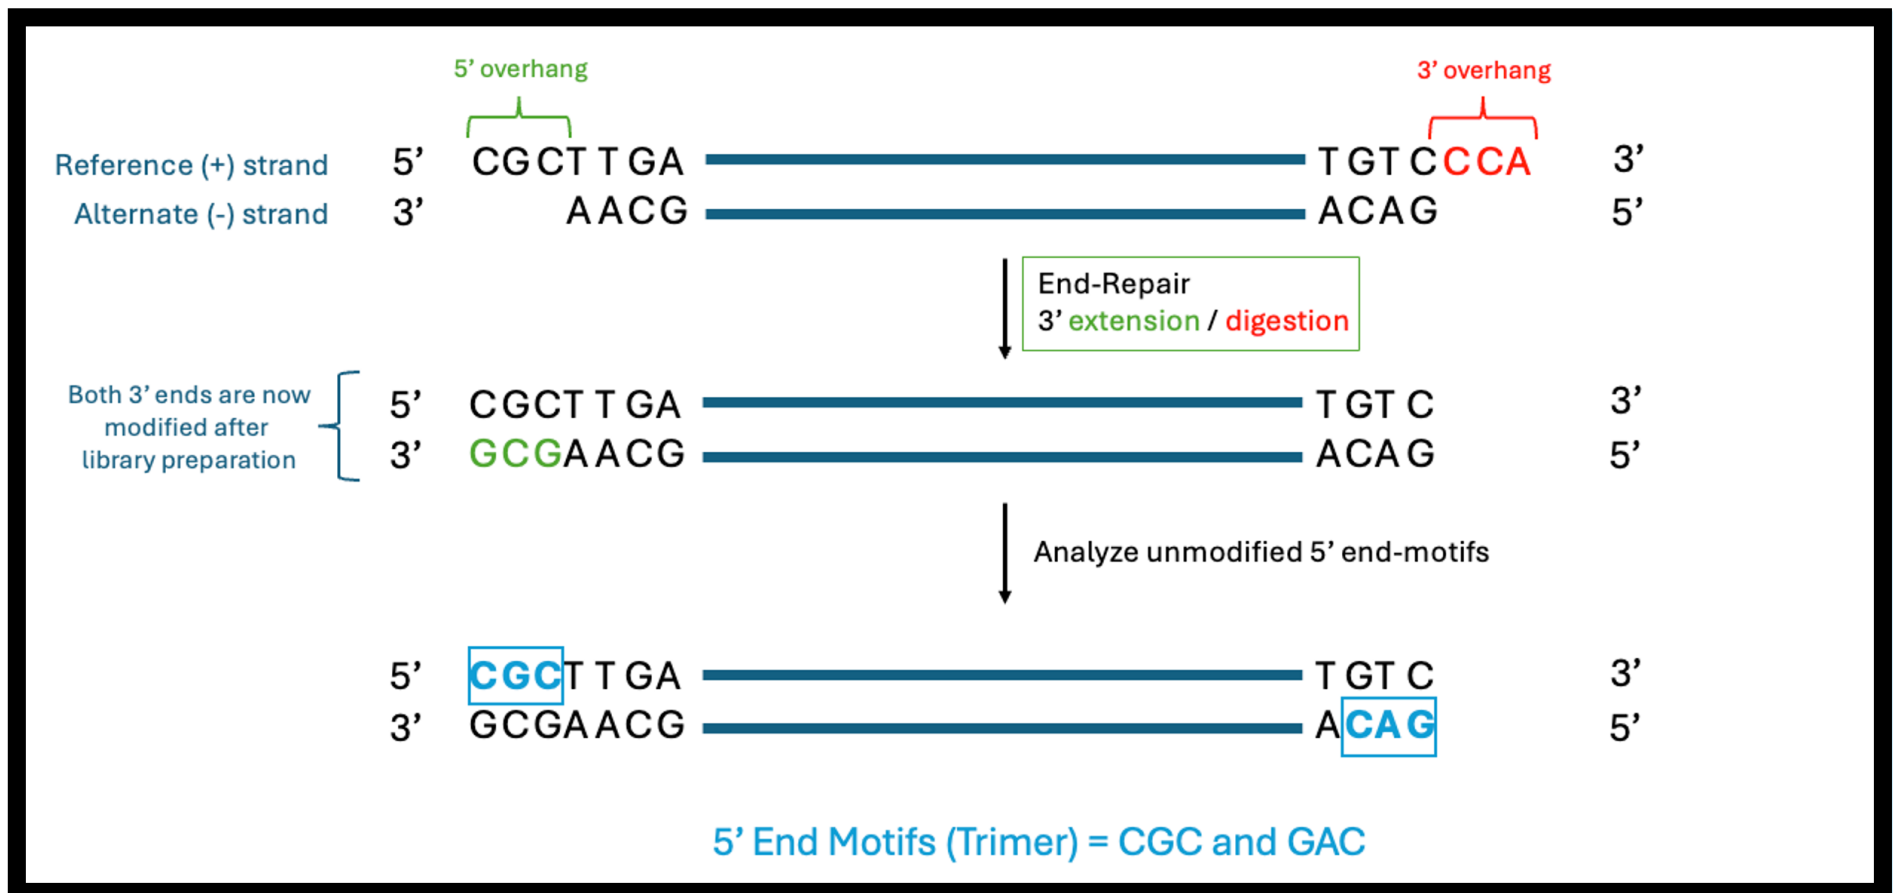 5’ overhang
3’ overhang
Reference (+) strand 5’ CGCTTGA TGTCCCA 3’
Alternate (-) strand 3’ AACG ACAG 5’
End-Repair
3’ extension / digestion
Both 3’ ends are now
modified after
library preparation
5’ CGCTTGA TGTC 3’
3’ GCGAACG ACAG 5’
Analyze unmodified 5’ end-motifs
5’ CGCTTGA TGTC 3’
3’ GCGAACG ACAG 5’
5’ End Motifs (Trimer) = CGC and GAC